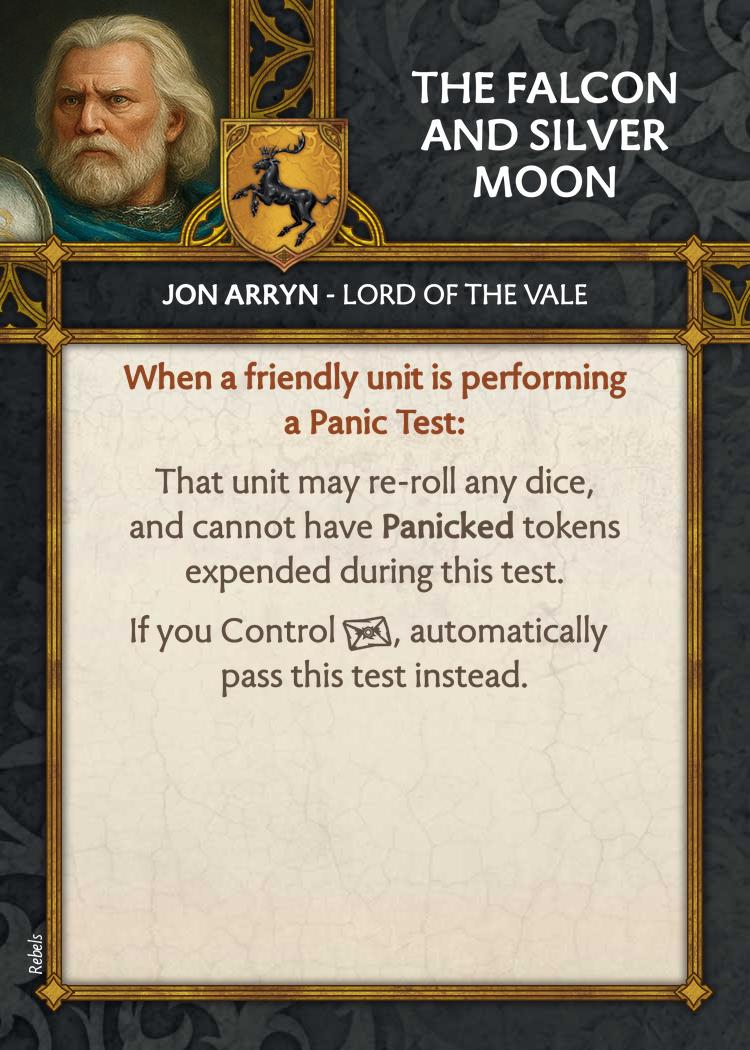 THE FALCON
AND SILVER
MOON
JON ARRYN - LORD OF THE VALE
When a friendly unit is performing
a Panic Test:
That unit may re-roll any dice,
and cannot have Panicked tokens
expended during this test.
If you Control , automatically
pass this test instead.
Rebels